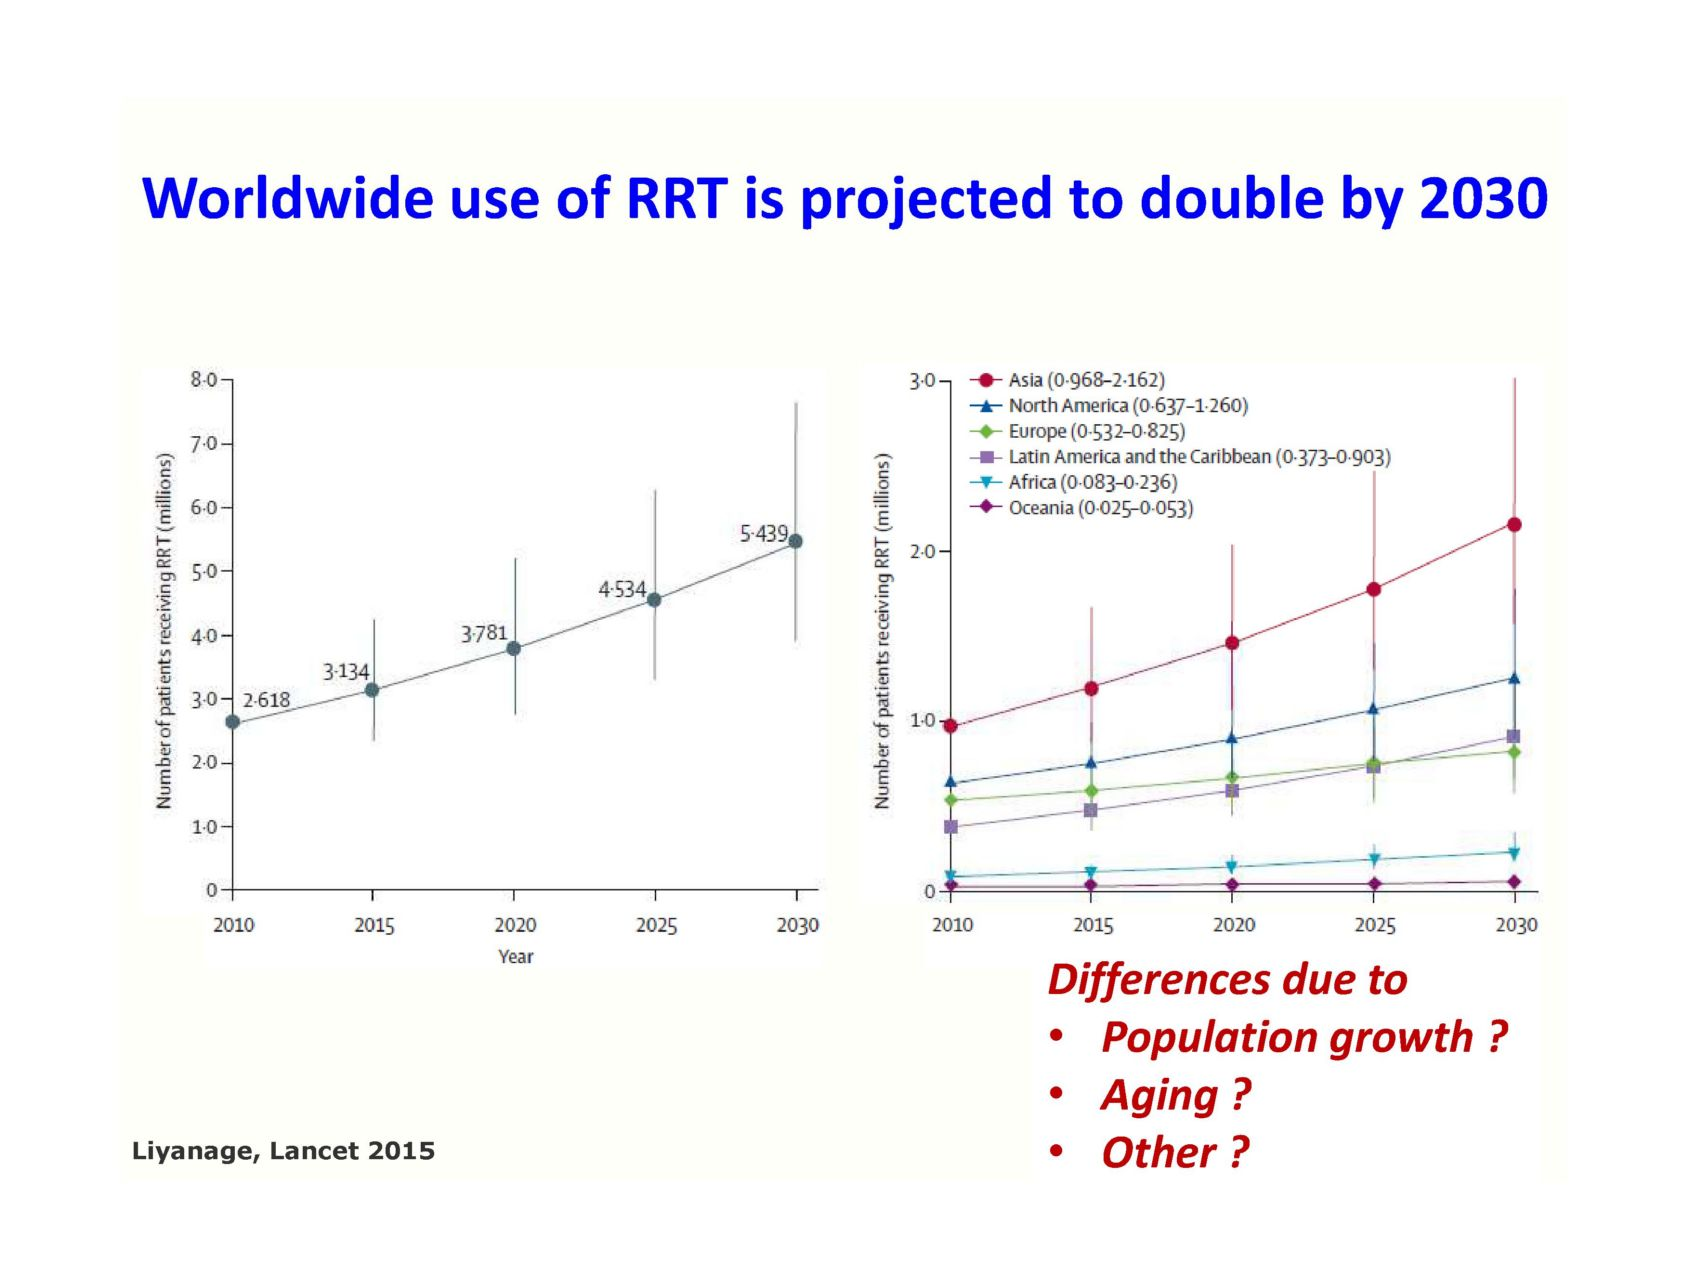 Worldwide use of RRT is projected to double by 2030
Number of patients receiving RRT (millions)
8·0
7·0
6·0
5·0
4·0
3·0
2·0
1·0
0
2·618
3·134
3·781
4·534
5·439
2010 2015 2020 2025 2030
Year
Number of patients receiving RRT (millions)
3·0
2·0
1·0
0
Asia (0·968–2·162)
North America (0·637–1·260)
Europe (0·532–0·825)
Latin America and the Caribbean (0·373–0·903)
Africa (0·083–0·236)
Oceania (0·025–0·053)
2010 2015 2020 2025 2030
Differences due to
• Population growth ?
• Aging ?
• Other ?
Liyanage, Lancet 2015